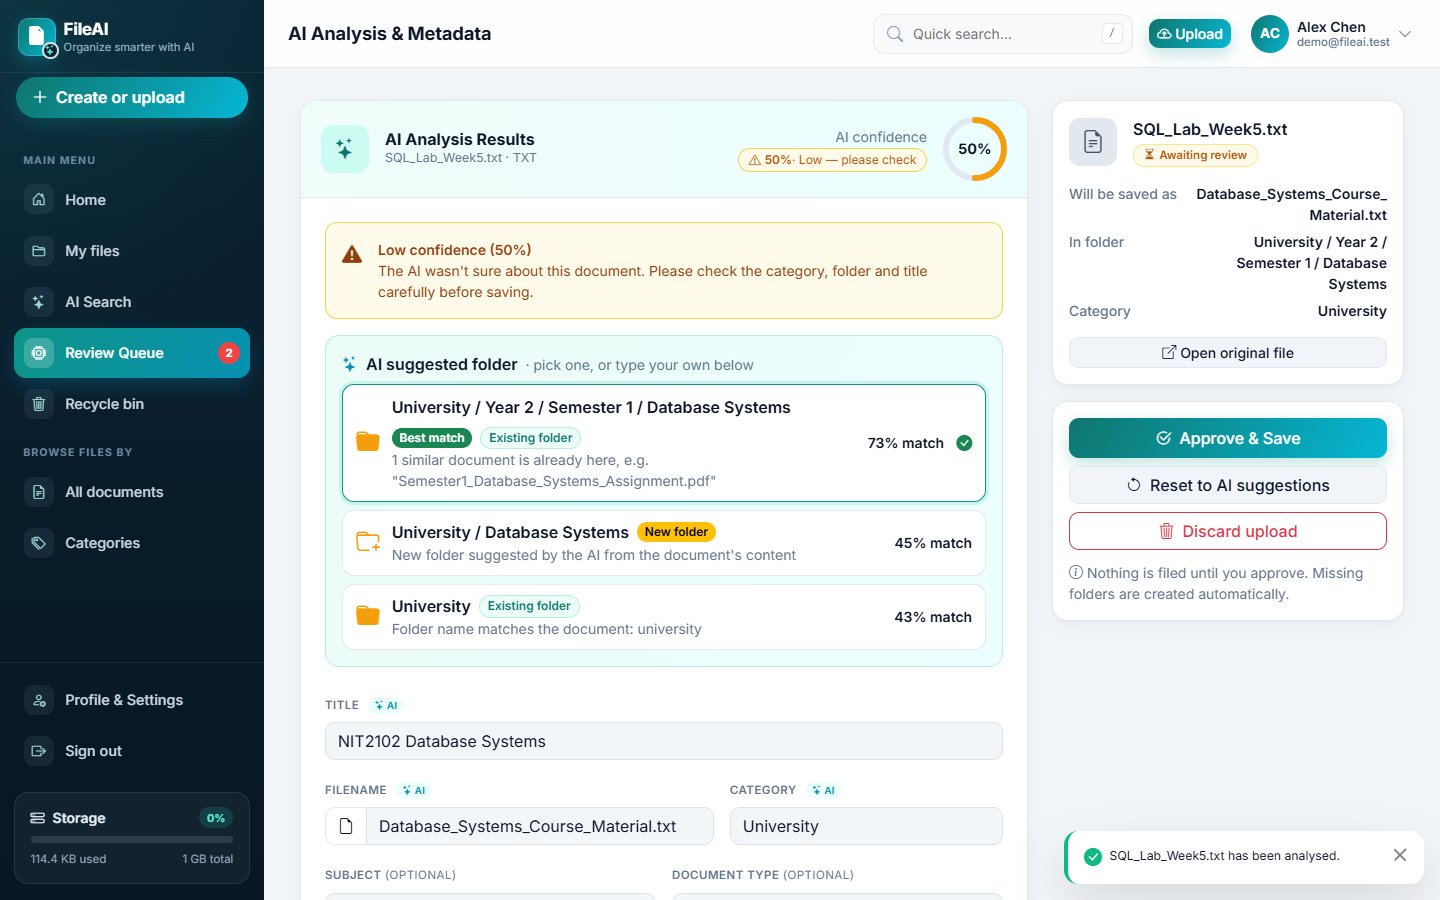 FileAI
Organize smarter with AI
Create or upload
MAIN MENU
Home
My files
AI Search
Review Queue
2
Recycle bin
BROWSE FILES BY
All documents
Categories
Profile & Settings
Sign out
Storage
0%
114.4 KB used
1 GB total
AI Analysis & Metadata
Quick search...
/
Upload
AC
Alex Chen
demo@fileai.test
AI Analysis Results
SQL_Lab_Week5.txt · TXT
AI confidence
50%· Low — please check
50%
Low confidence (50%)
The AI wasn't sure about this document. Please check the category, folder and title
carefully before saving.
AI suggested folder · pick one, or type your own below
University / Year 2 / Semester 1 / Database Systems
Best match
Existing folder
1 similar document is already here, e.g.
"Semester1_Database_Systems_Assignment.pdf"
73% match
University / Database Systems
New folder
New folder suggested by the AI from the document's content
45% match
University
Existing folder
Folder name matches the document: university
43% match
TITLE
AI
NIT2102 Database Systems
FILENAME
AI
Database_Systems_Course_Material.txt
CATEGORY
AI
University
SUBJECT (OPTIONAL)
DOCUMENT TYPE (OPTIONAL)
SQL_Lab_Week5.txt
Awaiting review
Will be saved as
Database_Systems_Course_
Material.txt
In folder
University / Year 2 /
Semester 1 / Database
Systems
Category
University
Open original file
Approve & Save
Reset to AI suggestions
Discard upload
Nothing is filed until you approve. Missing
folders are created automatically.
SQL_Lab_Week5.txt has been analysed.